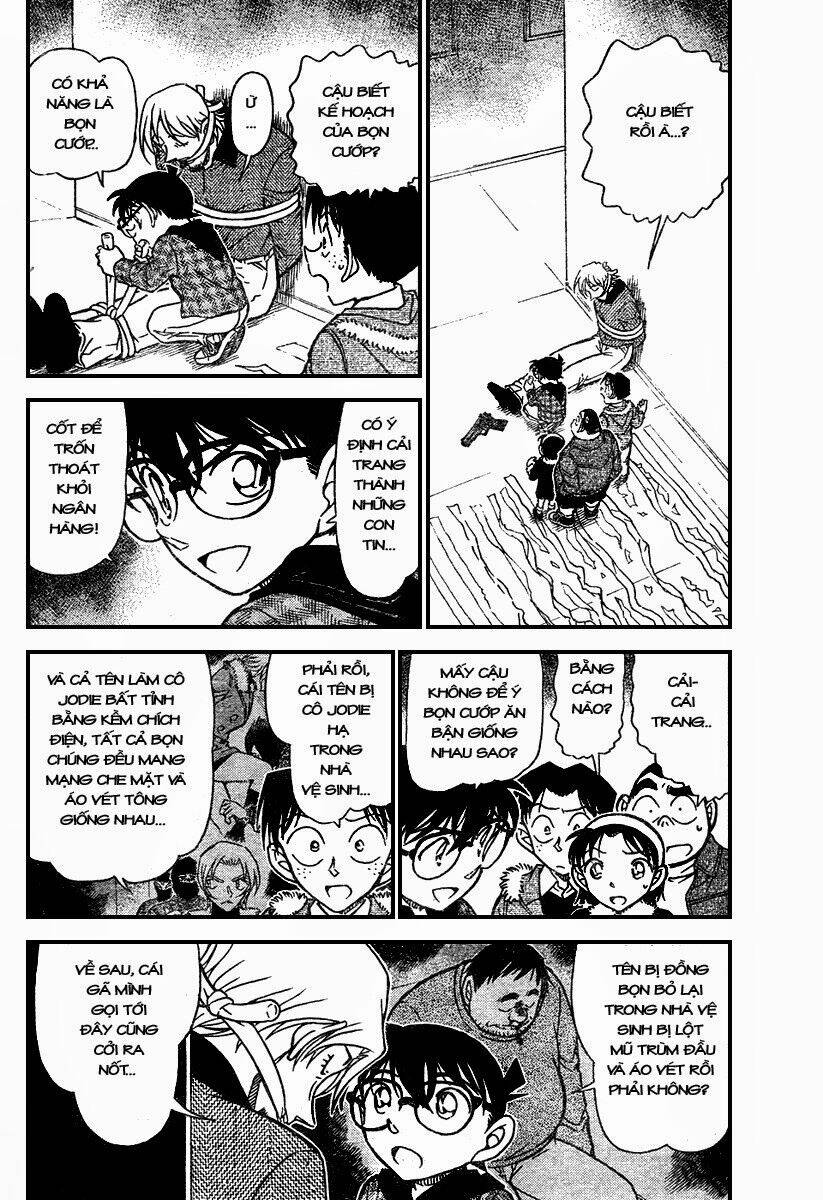 CẬU BIẾT
RỒI À...?
CẬU BIẾT
KẾ HOẠCH
CỦA BỌN
CƯỚP?
Ừ
...
CÓ KHẢ
NĂNG LÀ
BỌN
CƯỚP..
CÓ Ý
ĐỊNH CẢI
TRANG
THÀNH
NHỮNG
CON
TIN...
CỐT ĐỂ
TRỐN
THOÁT
KHỎI
NGÂN
HÀNG!
CẢI-
CẢI
TRANG..
BẰNG
CÁCH
NÀO?
MẤY CẬU
KHÔNG ĐỂ Ý
BỌN CƯỚP ĂN
BẬN GIỐNG
NHAU SAO?
PHẢI RỒI,
CÁI TÊN BỊ
CÔ JODIE
HẠ
TRONG
NHÀ
VỆ SINH...
VÀ CẢ TÊN LÀM CÔ
JODIE BẤT TỈNH
BẰNG KỀM CHÍCH
ĐIỆN, TẤT CẢ BỌN
CHÚNG ĐỀU MANG
MẠNG CHE MẶT VÀ
ÁO VÉT TÔNG
GIỐNG NHAU...
TÊN BỊ ĐỒNG
BỌN BỎ LẠI
TRONG NHÀ VỆ
SINH BỊ LỘT
MŨ TRÙM ĐẦU
VÀ ÁO VÉT RỒI
PHẢI KHÔNG?
VỀ SAU, CÁI
GÃ MÌNH
GỌI TỚI
ĐÂY CŨNG
CỞI RA
NỐT...